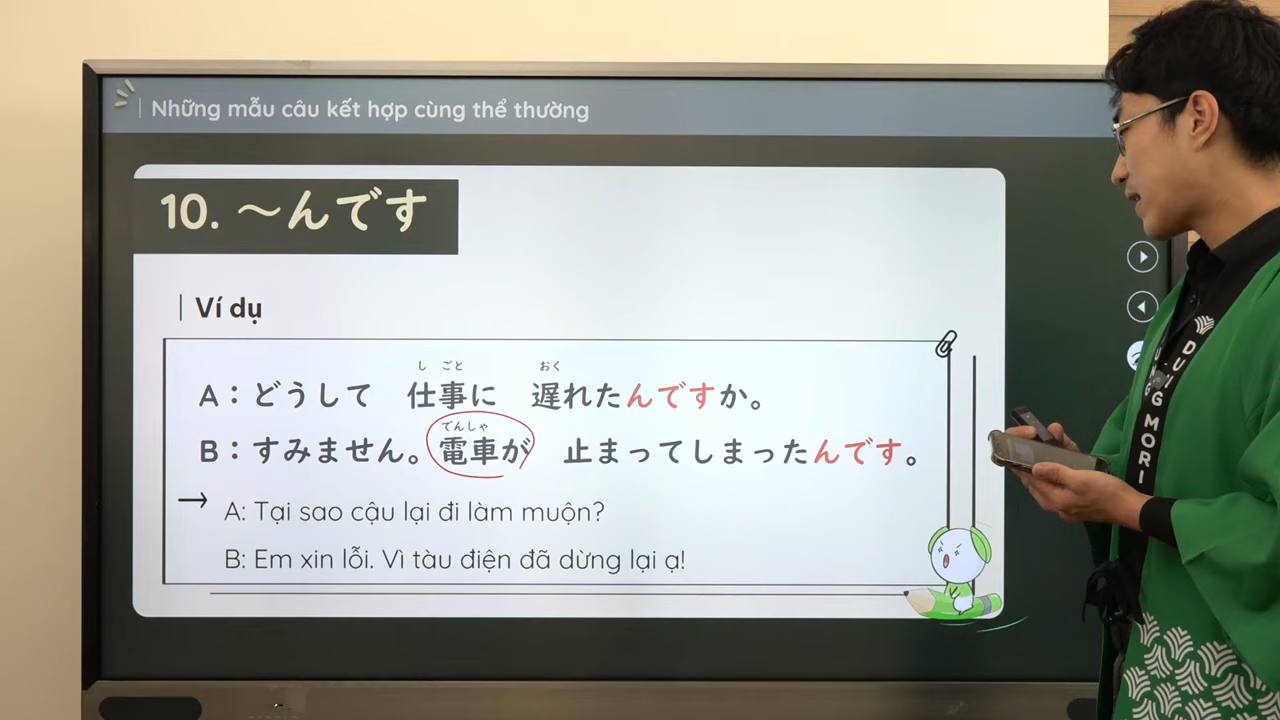 Những mẫu câu kết hợp cùng thể thường
10. ～んです
Ví dụ
し ごと おく
A：どうして 仕事に 遅れたんですか。
でんしゃ
B：すみません。電車が 止まってしまったんです。
→ A: Tại sao cậu lại đi làm muộn?
B: Em xin lỗi. Vì tàu điện đã dừng lại ạ!
DUNG MORI